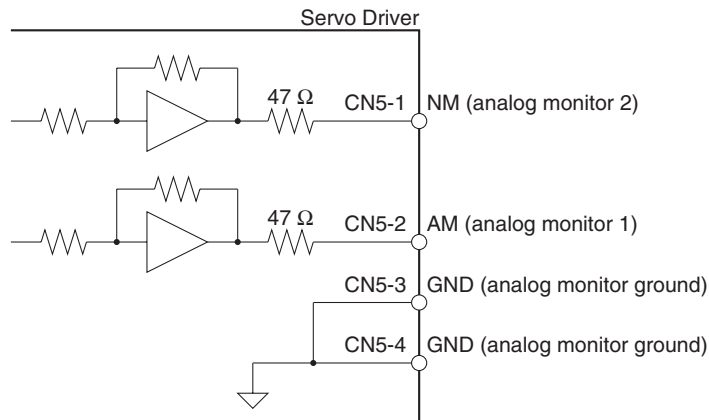 Servo Driver
47 Ω CN5-1 NM (analog monitor 2)
47 Ω CN5-2 AM (analog monitor 1)
CN5-3 GND (analog monitor ground)
CN5-4 GND (analog monitor ground)